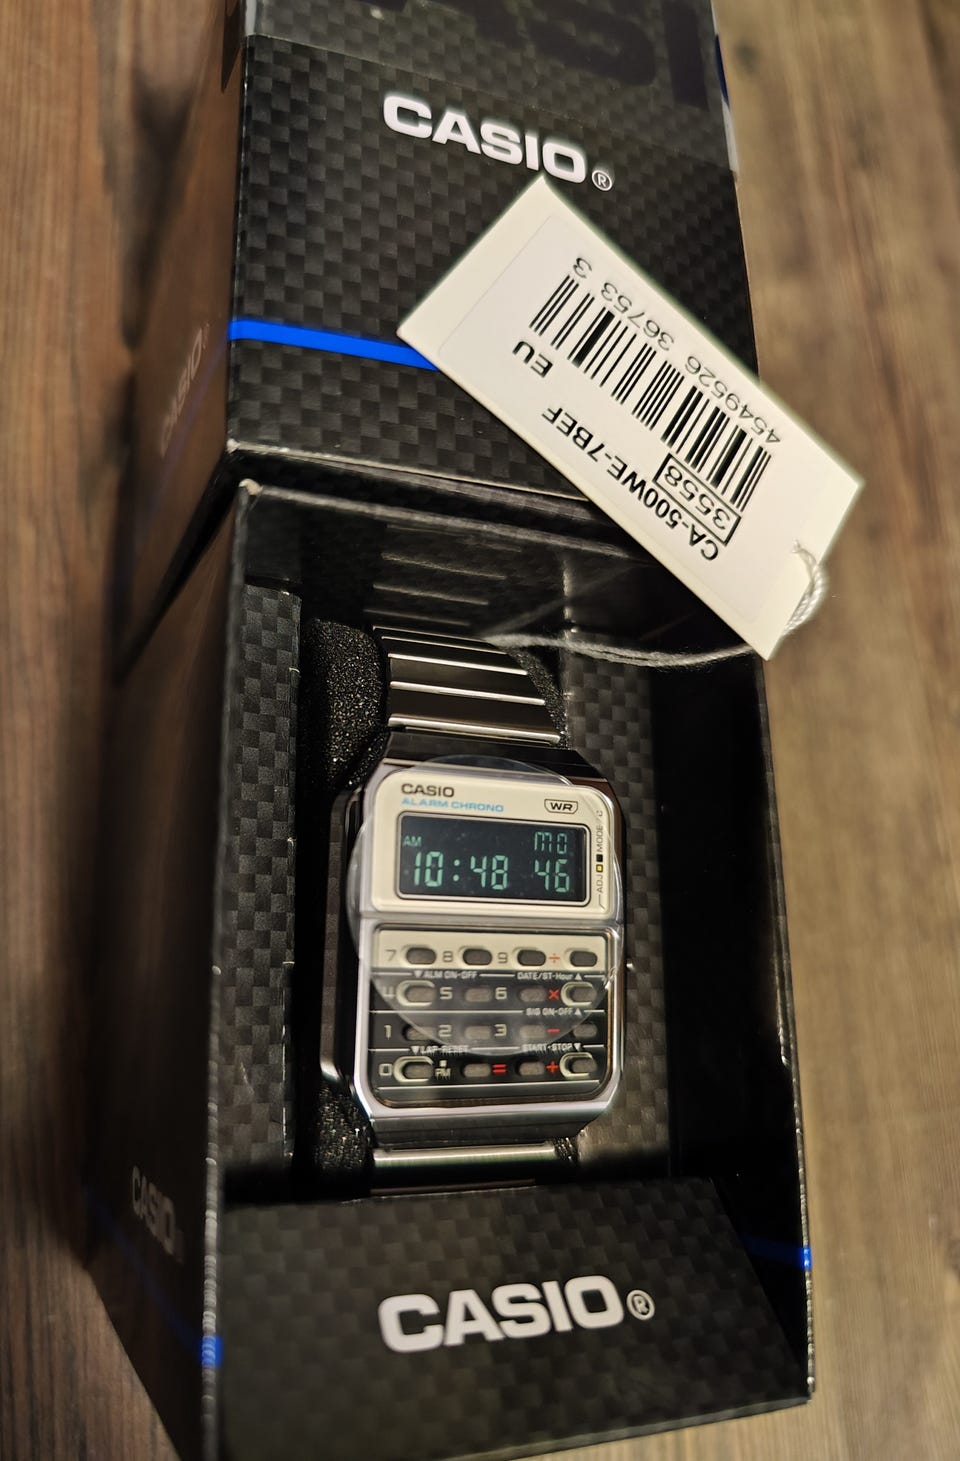 CASIO®
4549526 36753 3
EU
CA-500WE-7BEF
3558
CASIO
CASIO
ALARM CHRONO
WR
AM
MO
10:48 46
ADJ
MODE
C
7 8 9 ÷
▼ALM ON-OFF
DATE/ST-Hour▲
4 5 6 ×
SIG ON-OFF▲
1 2 3 −
▼LAP-RESET
START-STOP▼
0 . PM = +
CASIO
CASIO®